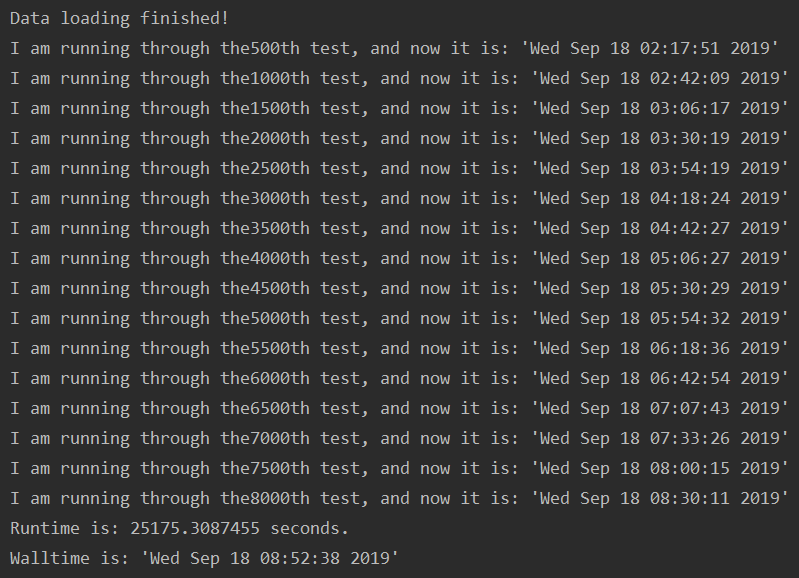 Data loading finished!
I am running through the500th test, and now it is: 'Wed Sep 18 02:17:51 2019'
I am running through the1000th test, and now it is: 'Wed Sep 18 02:42:09 2019'
I am running through the1500th test, and now it is: 'Wed Sep 18 03:06:17 2019'
I am running through the2000th test, and now it is: 'Wed Sep 18 03:30:19 2019'
I am running through the2500th test, and now it is: 'Wed Sep 18 03:54:19 2019'
I am running through the3000th test, and now it is: 'Wed Sep 18 04:18:24 2019'
I am running through the3500th test, and now it is: 'Wed Sep 18 04:42:27 2019'
I am running through the4000th test, and now it is: 'Wed Sep 18 05:06:27 2019'
I am running through the4500th test, and now it is: 'Wed Sep 18 05:30:29 2019'
I am running through the5000th test, and now it is: 'Wed Sep 18 05:54:32 2019'
I am running through the5500th test, and now it is: 'Wed Sep 18 06:18:36 2019'
I am running through the6000th test, and now it is: 'Wed Sep 18 06:42:54 2019'
I am running through the6500th test, and now it is: 'Wed Sep 18 07:07:43 2019'
I am running through the7000th test, and now it is: 'Wed Sep 18 07:33:26 2019'
I am running through the7500th test, and now it is: 'Wed Sep 18 08:00:15 2019'
I am running through the8000th test, and now it is: 'Wed Sep 18 08:30:11 2019'
Runtime is: 25175.3087455 seconds.
Walltime is: 'Wed Sep 18 08:52:38 2019'